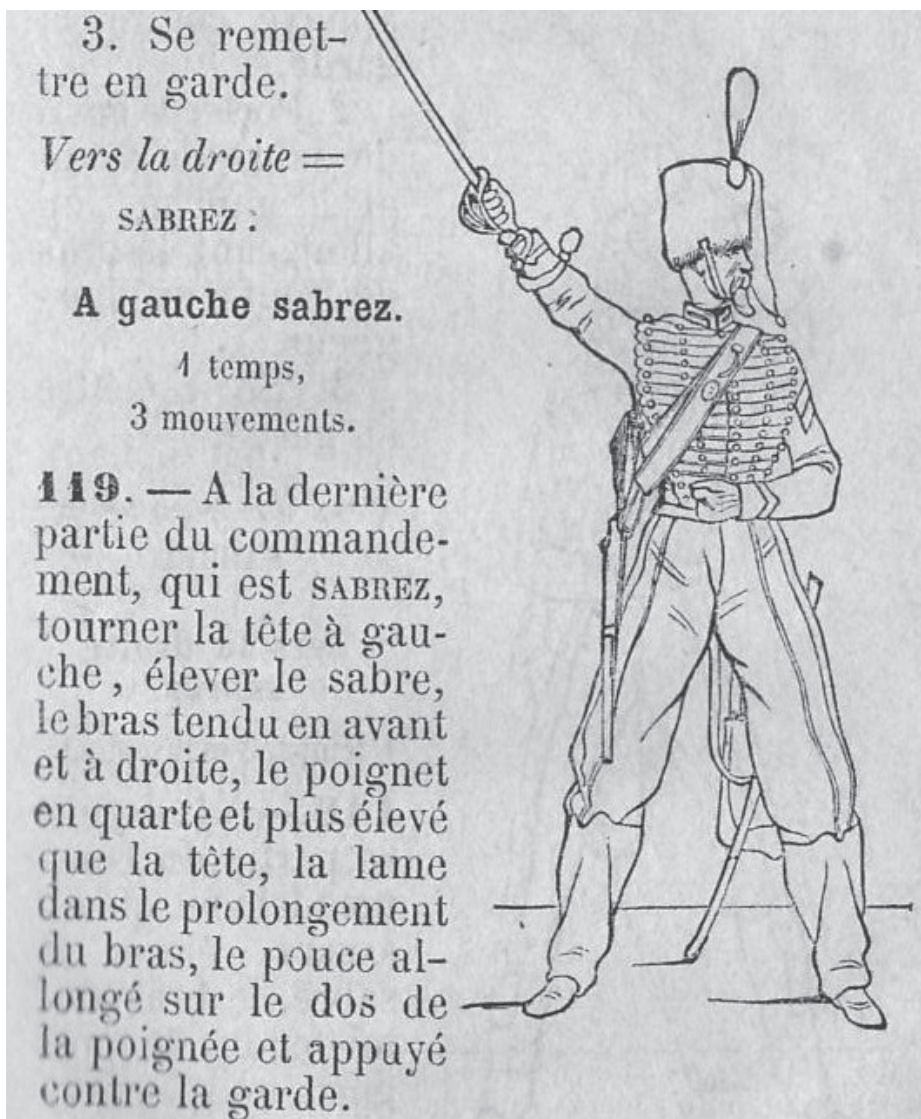 3. Se remet-
tre en garde.
Vers la droite =
SABREZ :
A gauche sabrez.
1 temps,
3 mouvements.
119. — A la dernière
partie du commande-
ment, qui est SABREZ,
tourner la tête à gau-
che, élever le sabre,
le bras tendu en avant
et à droite, le poignet
en quarte et plus élevé
que la tête, la lame
dans le prolongement
du bras, le pouce al-
longé sur le dos de
la poignée et appuyé
contre la garde.